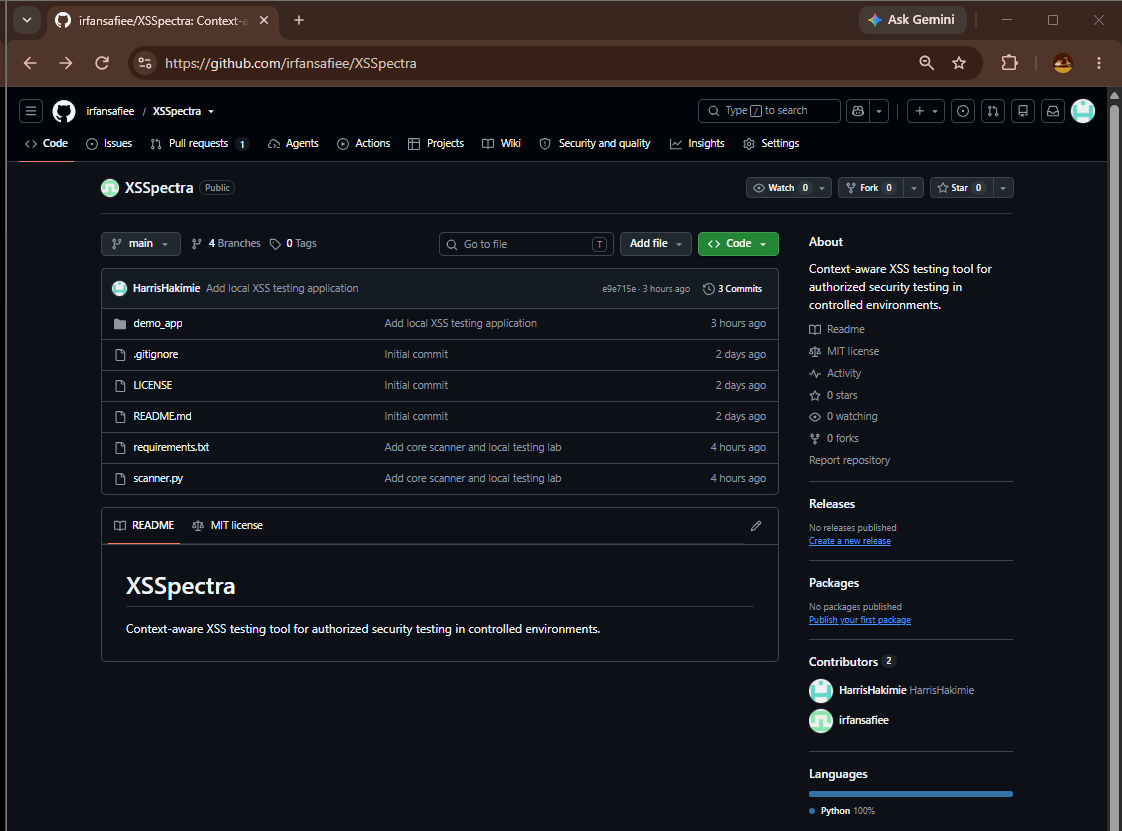 irfansafiee/XSSpectra: Context-a
Ask Gemini
https://github.com/irfansafiee/XSSpectra
irfansafiee / XSSpectra
Type / to search
Code Issues Pull requests 1 Agents Actions Projects Wiki Security and quality Insights Settings
XSSpectra Public
Watch 0 Fork 0 Star 0
main 4 Branches 0 Tags Go to file T Add file Code
HarrisHakimie Add local XSS testing application e9e715e · 3 hours ago 3 Commits
demo_app Add local XSS testing application 3 hours ago
.gitignore Initial commit 2 days ago
LICENSE Initial commit 2 days ago
README.md Initial commit 2 days ago
requirements.txt Add core scanner and local testing lab 4 hours ago
scanner.py Add core scanner and local testing lab 4 hours ago
README MIT license
XSSpectra
Context-aware XSS testing tool for authorized security testing in controlled environments.
About
Context-aware XSS testing tool for
authorized security testing in
controlled environments.
Readme
MIT license
Activity
0 stars
0 watching
0 forks
Report repository
Releases
No releases published
Create a new release
Packages
No packages published
Publish your first package
Contributors 2
HarrisHakimie HarrisHakimie
irfansafiee
Languages
Python 100%